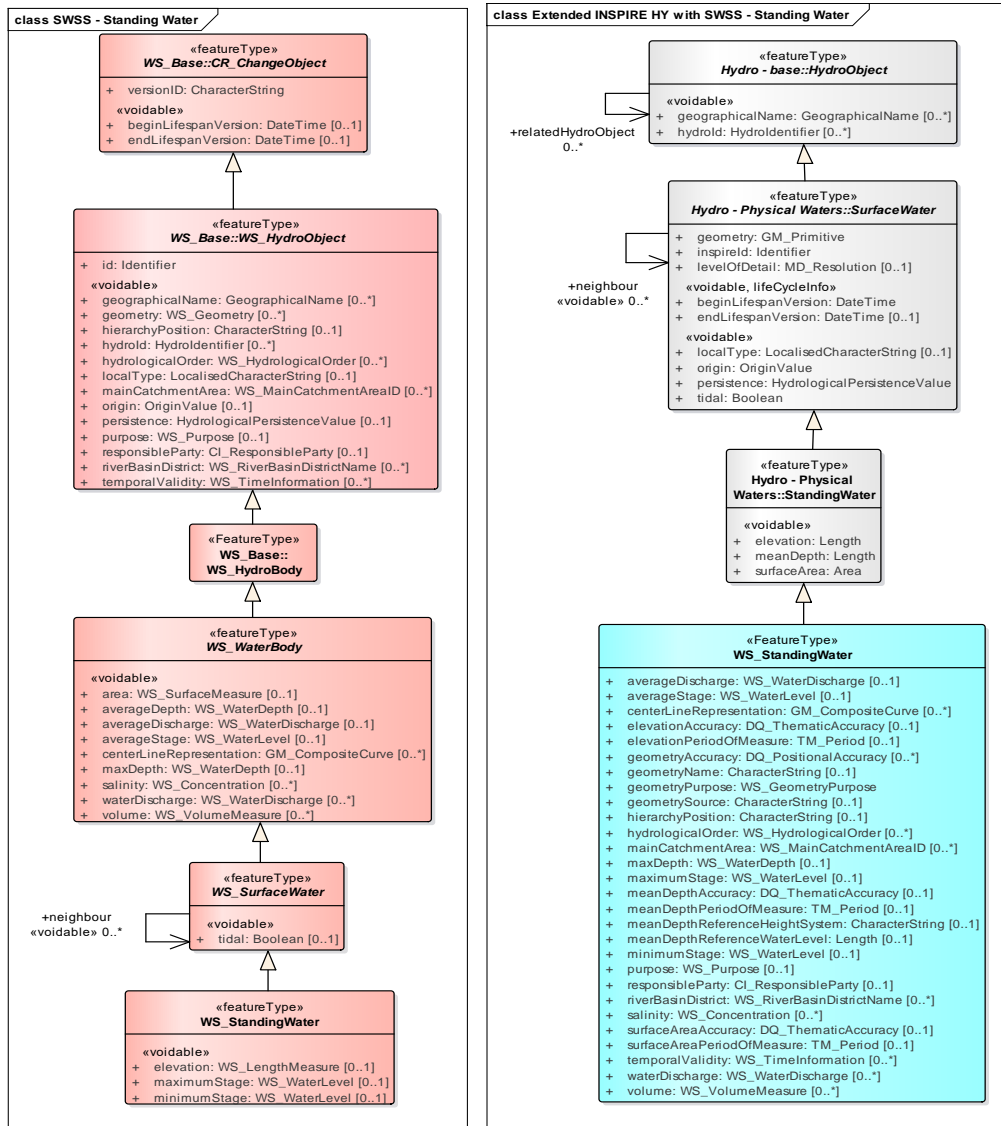 class SWSS - Standing Water
«featureType»
WS_Base::CR_ChangeObject
+ versionID: CharacterString
«voidable»
+ beginLifespanVersion: DateTime [0..1]
+ endLifespanVersion: DateTime [0..1]
«featureType»
WS_Base::WS_HydroObject
+ id: Identifier
«voidable»
+ geographicalName: GeographicalName [0..*]
+ geometry: WS_Geometry [0..*]
+ hierarchyPosition: CharacterString [0..1]
+ hydroId: HydroIdentifier [0..*]
+ hydrologicalOrder: WS_HydrologicalOrder [0..*]
+ localType: LocalisedCharacterString [0..1]
+ mainCatchmentArea: WS_MainCatchmentAreaID [0..*]
+ origin: OriginValue [0..1]
+ persistence: HydrologicalPersistenceValue [0..1]
+ purpose: WS_Purpose [0..1]
+ responsibleParty: CI_ResponsibleParty [0..1]
+ riverBasinDistrict: WS_RiverBasinDistrictName [0..*]
+ temporalValidity: WS_TimeInformation [0..*]
«FeatureType»
WS_Base::
WS_HydroBody
«featureType»
WS_WaterBody
«voidable»
+ area: WS_SurfaceMeasure [0..1]
+ averageDepth: WS_WaterDepth [0..1]
+ averageDischarge: WS_WaterDischarge [0..1]
+ averageStage: WS_WaterLevel [0..1]
+ centerLineRepresentation: GM_CompositeCurve [0..*]
+ maxDepth: WS_WaterDepth [0..1]
+ salinity: WS_Concentration [0..*]
+ waterDischarge: WS_WaterDischarge [0..*]
+ volume: WS_VolumeMeasure [0..*]
«featureType»
WS_SurfaceWater
«voidable»
+ tidal: Boolean [0..1]
+neighbour
«voidable» 0..*
«featureType»
WS_StandingWater
«voidable»
+ elevation: WS_LengthMeasure [0..1]
+ maximumStage: WS_WaterLevel [0..1]
+ minimumStage: WS_WaterLevel [0..1]
class Extended INSPIRE HY with SWSS - Standing Water
«featureType»
Hydro - base::HydroObject
«voidable»
+ geographicalName: GeographicalName [0..*]
+ hydroId: HydroIdentifier [0..*]
+relatedHydroObject
0..*
«featureType»
Hydro - Physical Waters::SurfaceWater
+ geometry: GM_Primitive
+ inspireId: Identifier
+ levelOfDetail: MD_Resolution [0..1]
«voidable, lifeCycleInfo»
+ beginLifespanVersion: DateTime
+ endLifespanVersion: DateTime [0..1]
«voidable»
+ localType: LocalisedCharacterString [0..1]
+ origin: OriginValue
+ persistence: HydrologicalPersistenceValue
+ tidal: Boolean
+neighbour
«voidable» 0..*
«featureType»
Hydro - Physical
Waters::StandingWater
«voidable»
+ elevation: Length
+ meanDepth: Length
+ surfaceArea: Area
«FeatureType»
WS_StandingWater
+ averageDischarge: WS_WaterDischarge [0..1]
+ averageStage: WS_WaterLevel [0..1]
+ centerLineRepresentation: GM_CompositeCurve [0..*]
+ elevationAccuracy: DQ_ThematicAccuracy [0..1]
+ elevationPeriodOfMeasure: TM_Period [0..1]
+ geometryAccuracy: DQ_PositionalAccuracy [0..*]
+ geometryName: CharacterString [0..1]
+ geometryPurpose: WS_GeometryPurpose
+ geometrySource: CharacterString [0..1]
+ hierarchyPosition: CharacterString [0..1]
+ hydrologicalOrder: WS_HydrologicalOrder [0..*]
+ mainCatchmentArea: WS_MainCatchmentAreaID [0..*]
+ maxDepth: WS_WaterDepth [0..1]
+ maximumStage: WS_WaterLevel [0..1]
+ meanDepthAccuracy: DQ_ThematicAccuracy [0..1]
+ meanDepthPeriodOfMeasure: TM_Period [0..1]
+ meanDepthReferenceHeightSystem: CharacterString [0..1]
+ meanDepthReferenceWaterLevel: Length [0..1]
+ minimumStage: WS_WaterLevel [0..1]
+ purpose: WS_Purpose [0..1]
+ responsibleParty: CI_ResponsibleParty [0..1]
+ riverBasinDistrict: WS_RiverBasinDistrictName [0..*]
+ salinity: WS_Concentration [0..*]
+ surfaceAreaAccuracy: DQ_ThematicAccuracy [0..1]
+ surfaceAreaPeriodOfMeasure: TM_Period [0..1]
+ temporalValidity: WS_TimeInformation [0..*]
+ waterDischarge: WS_WaterDischarge [0..*]
+ volume: WS_VolumeMeasure [0..*]